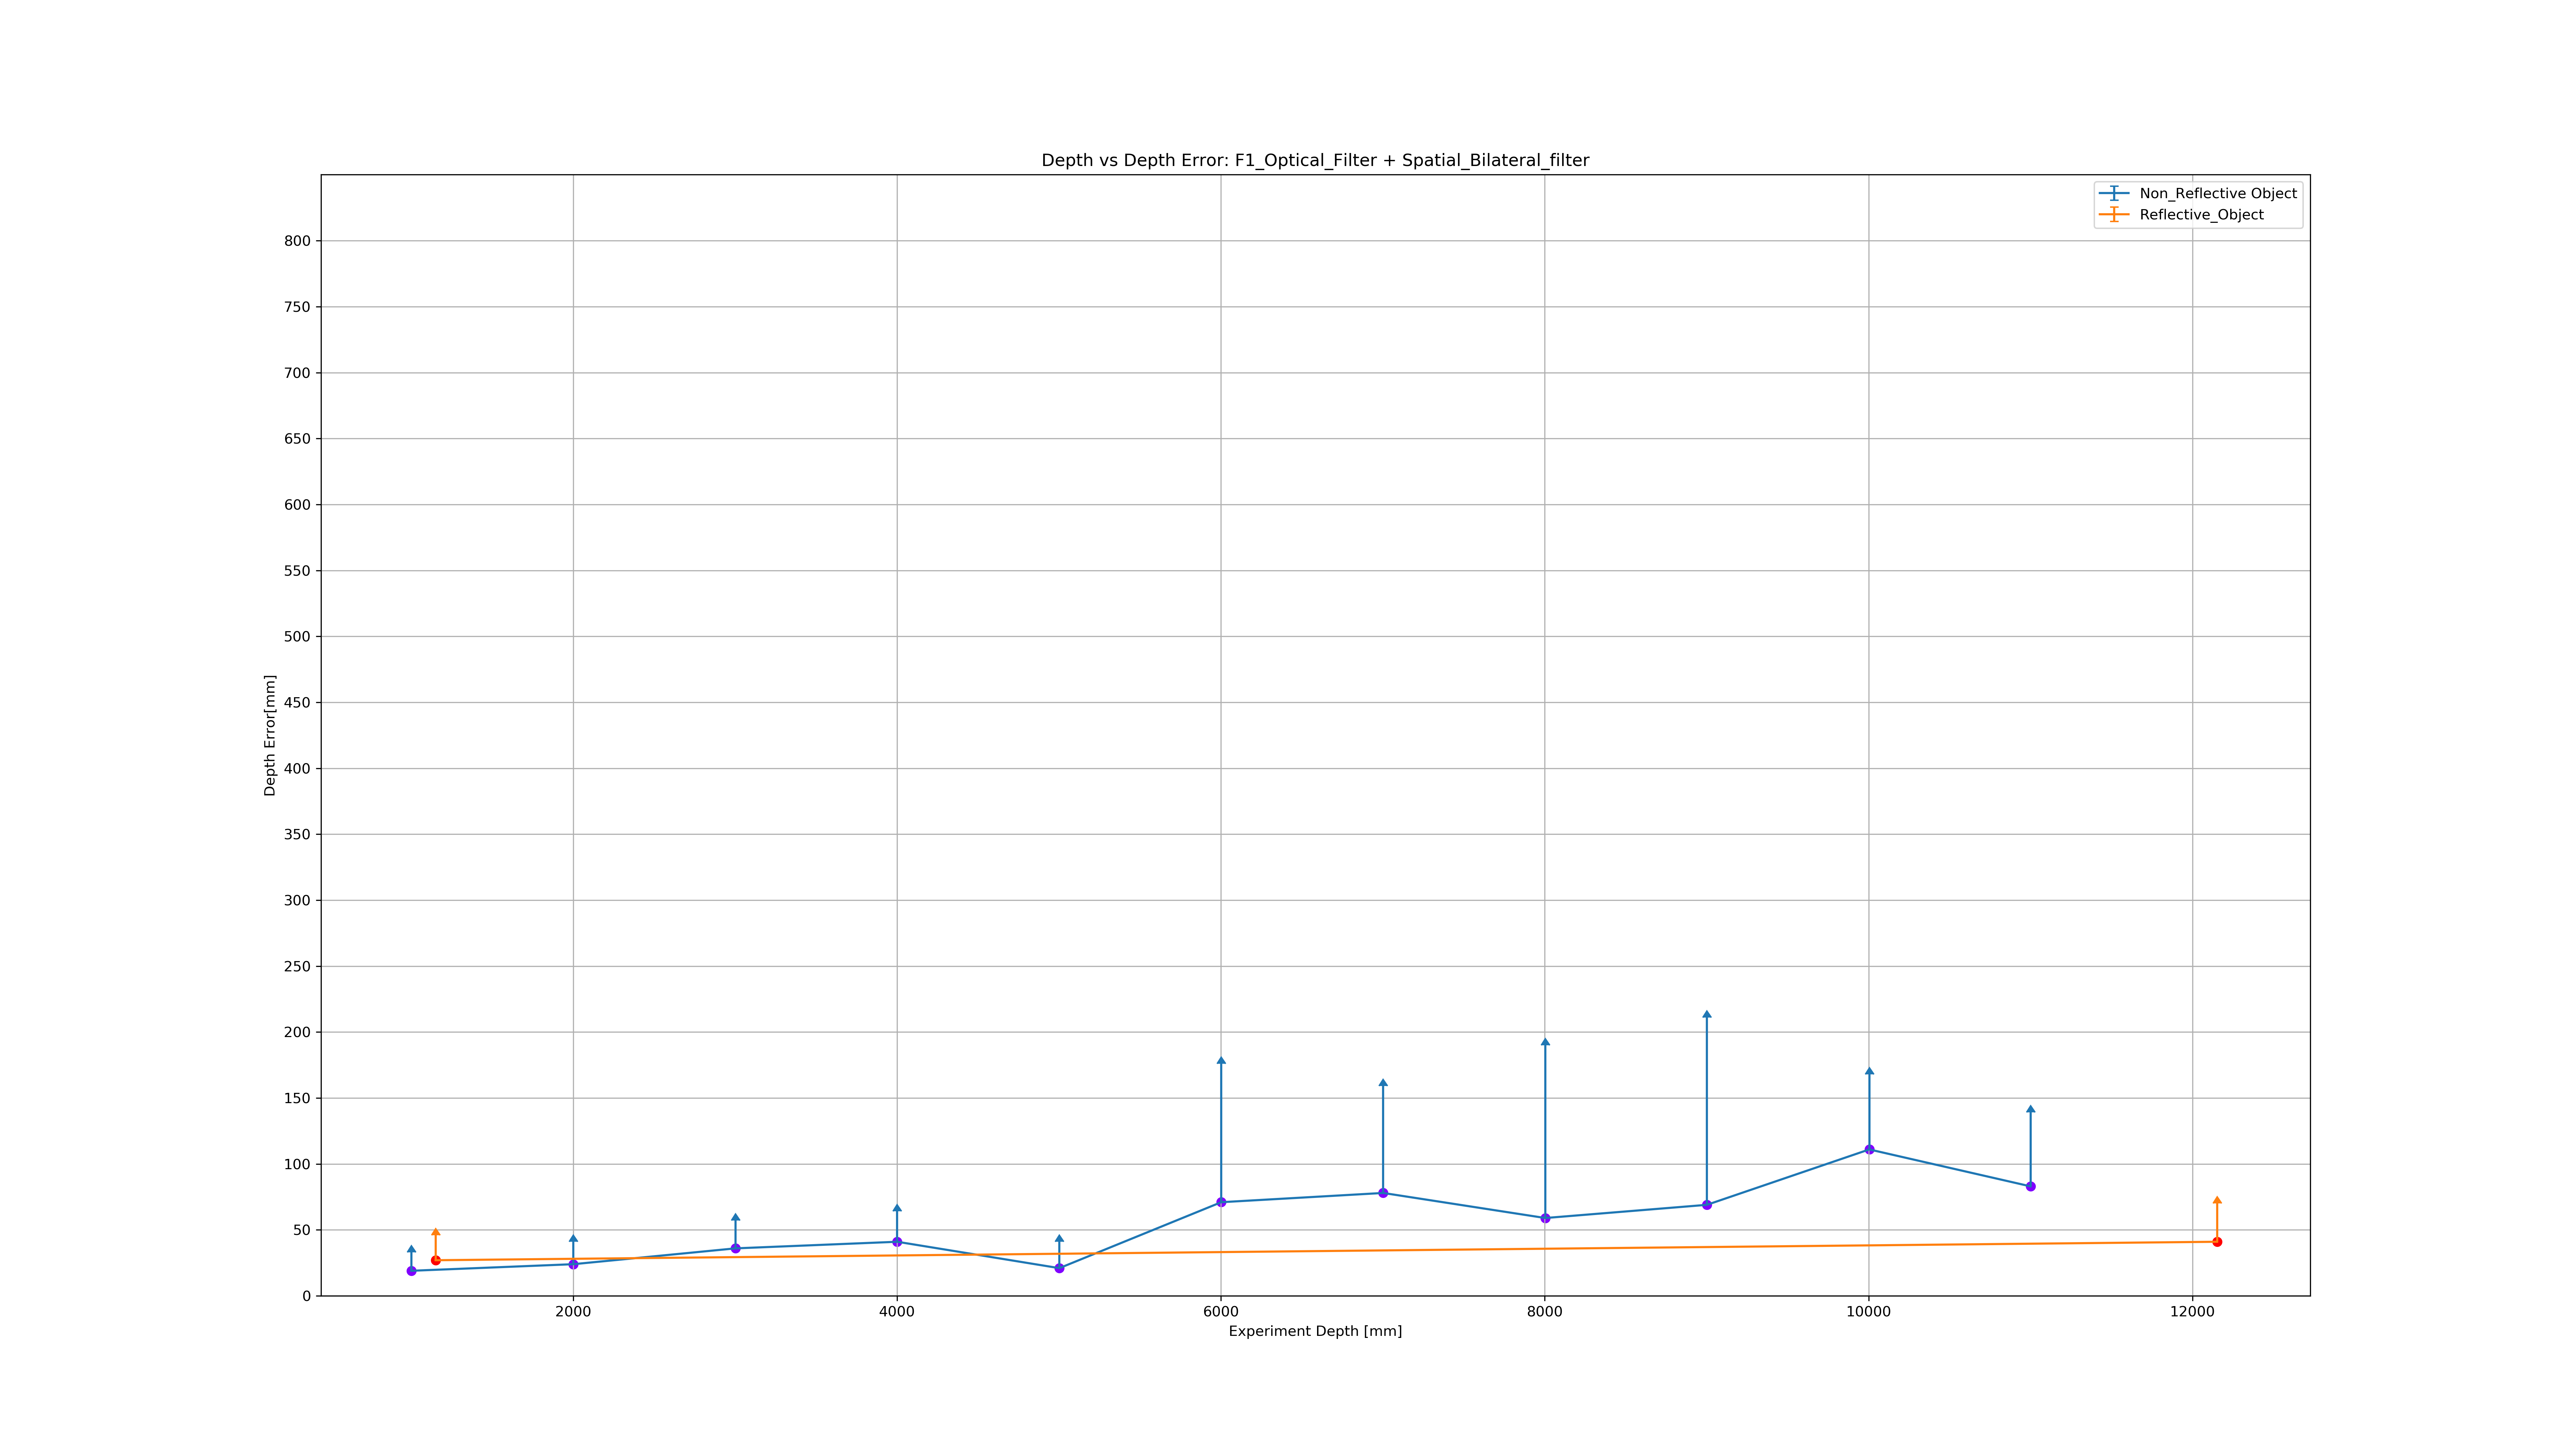 Depth vs Depth Error: F1_Optical_Filter + Spatial_Bilateral_filter
Non_Reflective Object
Reflective_Object
800
750
700
650
600
550
500
450
400
350
300
250
200
150
100
50
0
Depth Error[mm]
2000 4000 6000 8000 10000 12000
Experiment Depth [mm]